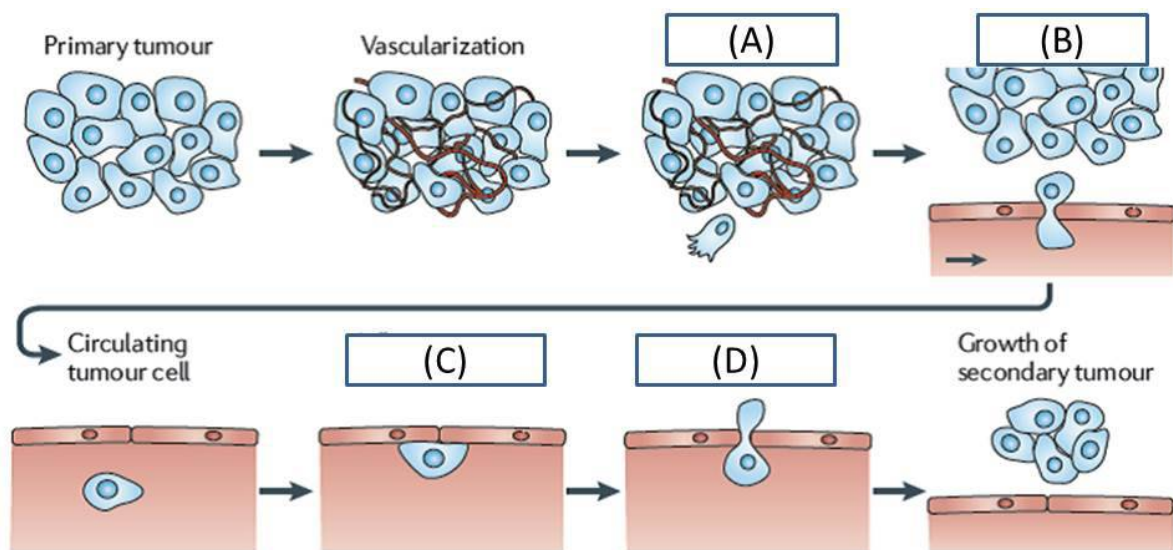 Primary tumour
Vascularization
(A)
(B)
Circulating
tumour cell
(C)
(D)
Growth of
secondary tumour